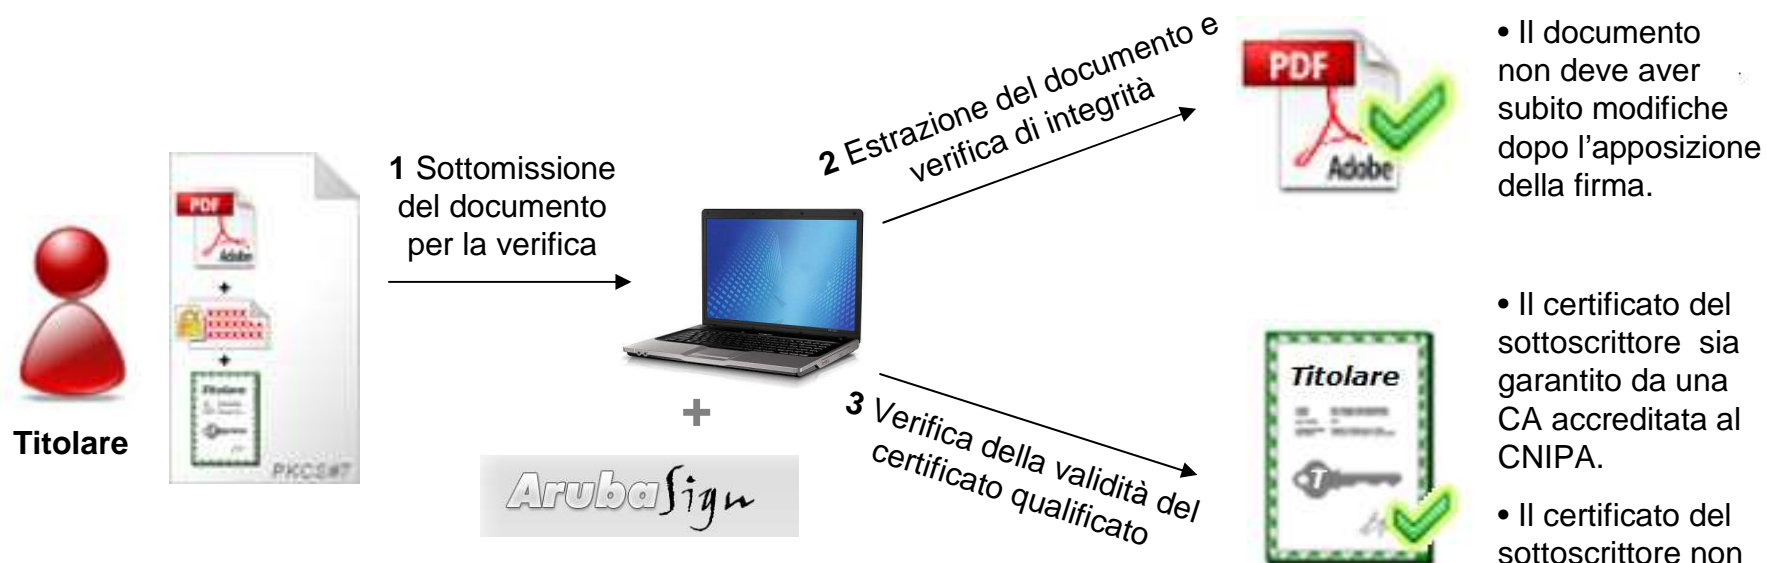 Titolare
PDF
Adobe
+
+
Titolare
PKCS#7
1 Sottomissione
del documento
per la verifica
+
ArubaSign
2 Estrazione del documento e
verifica di integrità
3 Verifica della validità del
certificato qualificato
PDF
Adobe
Titolare
T
• Il documento
non deve aver
subito modifiche
dopo l’apposizione
della firma.
• Il certificato del
sottoscrittore sia
garantito da una
CA accreditata al
CNIPA.
• Il certificato del
sottoscrittore non